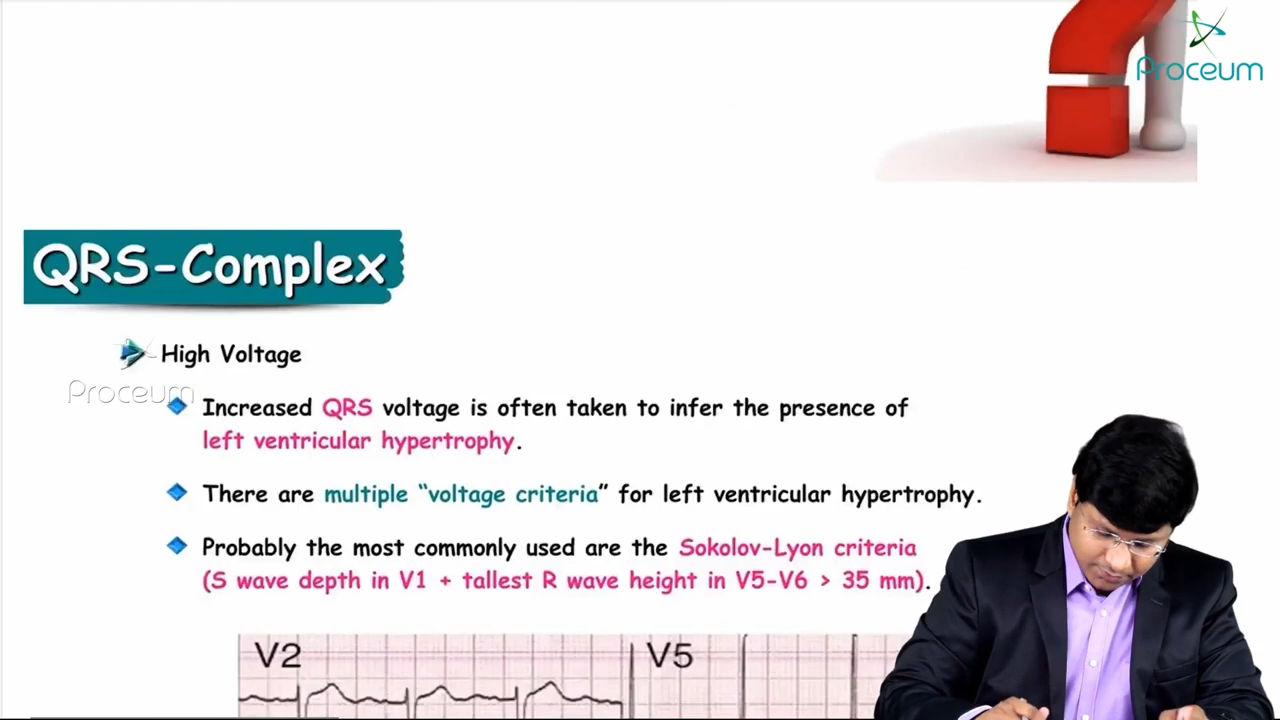 Proceum
QRS-Complex
High Voltage
Proceum
Increased QRS voltage is often taken to infer the presence of
left ventricular hypertrophy.
There are multiple “voltage criteria” for left ventricular hypertrophy.
Probably the most commonly used are the Sokolov-Lyon criteria
(S wave depth in V1 + tallest R wave height in V5-V6 > 35 mm).
V2 V5